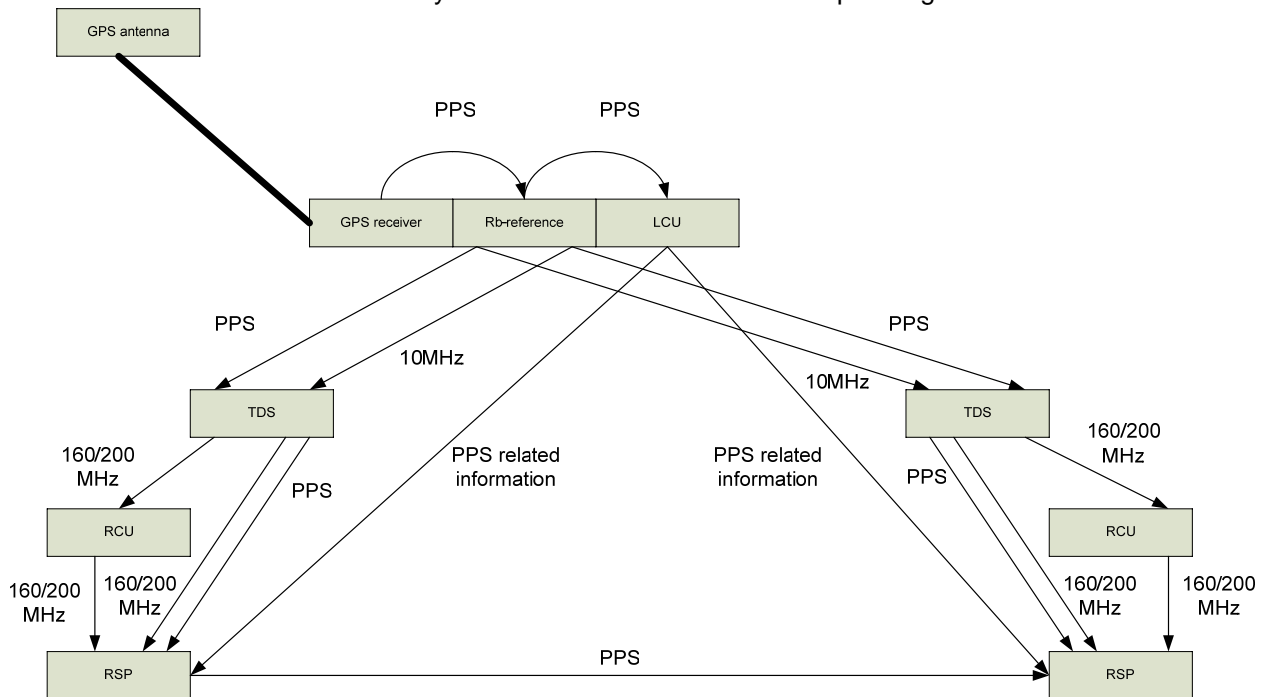 GPS antenna
PPS
PPS
GPS receiver
Rb-reference
LCU
PPS
PPS
10MHz
10MHz
TDS
TDS
160/200
MHz
PPS related
information
PPS related
information
160/200
MHz
PPS
PPS
RCU
RCU
160/200
MHz
160/200
MHz
160/200
MHz
160/200
MHz
RSP
PPS
RSP